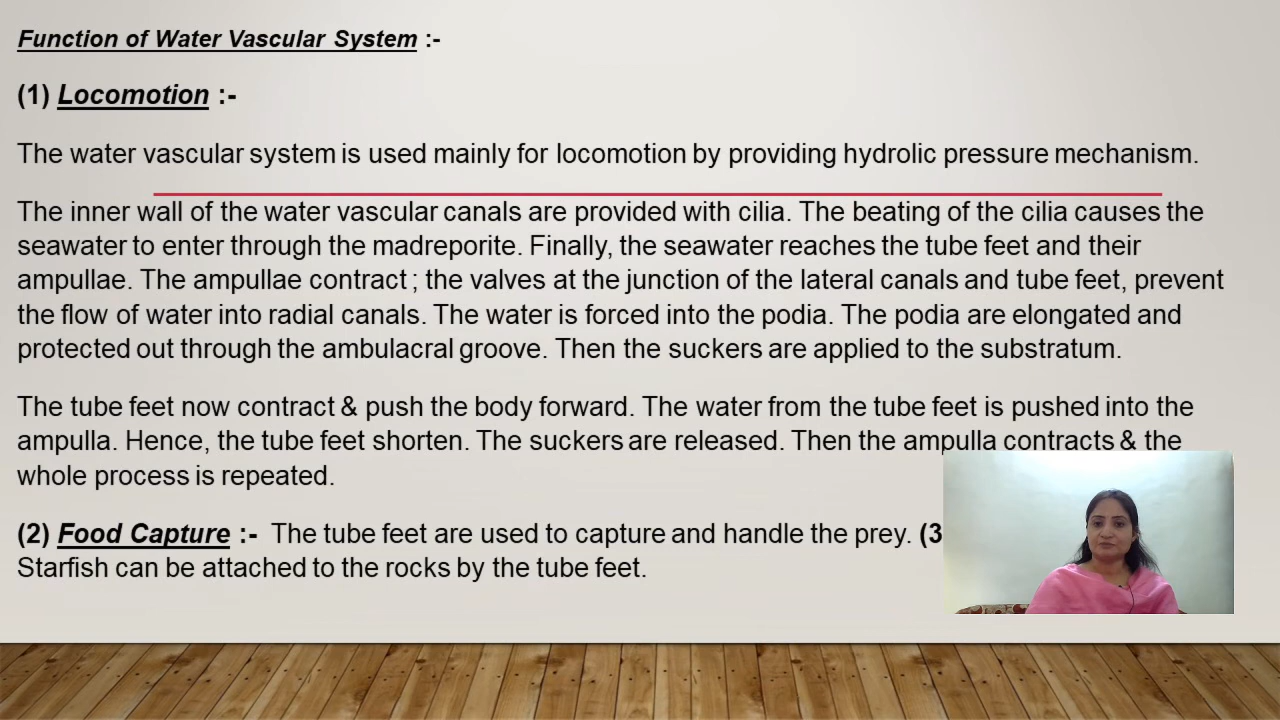 Function of Water Vascular System :-
(1) Locomotion :-
The water vascular system is used mainly for locomotion by providing hydrolic pressure mechanism.
The inner wall of the water vascular canals are provided with cilia. The beating of the cilia causes the
seawater to enter through the madreporite. Finally, the seawater reaches the tube feet and their
ampullae. The ampullae contract ; the valves at the junction of the lateral canals and tube feet, prevent
the flow of water into radial canals. The water is forced into the podia. The podia are elongated and
protected out through the ambulacral groove. Then the suckers are applied to the substratum.
The tube feet now contract & push the body forward. The water from the tube feet is pushed into the
ampulla. Hence, the tube feet shorten. The suckers are released. Then the ampulla contracts & the
whole process is repeated.
(2) Food Capture :- The tube feet are used to capture and handle the prey. (3
Starfish can be attached to the rocks by the tube feet.